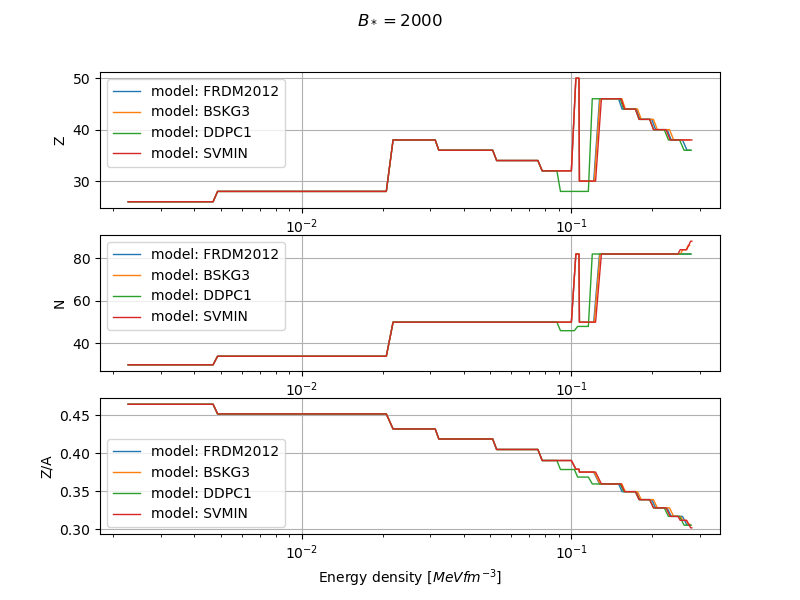 B* = 2000
50
40
30
Z
model: FRDM2012
model: BSKG3
model: DDPC1
model: SVMIN
10⁻²
10⁻¹
80
60
40
N
model: FRDM2012
model: BSKG3
model: DDPC1
model: SVMIN
10⁻²
10⁻¹
0.45
0.40
0.35
0.30
Z/A
model: FRDM2012
model: BSKG3
model: DDPC1
model: SVMIN
10⁻²
10⁻¹
Energy density [MeVfm⁻³]